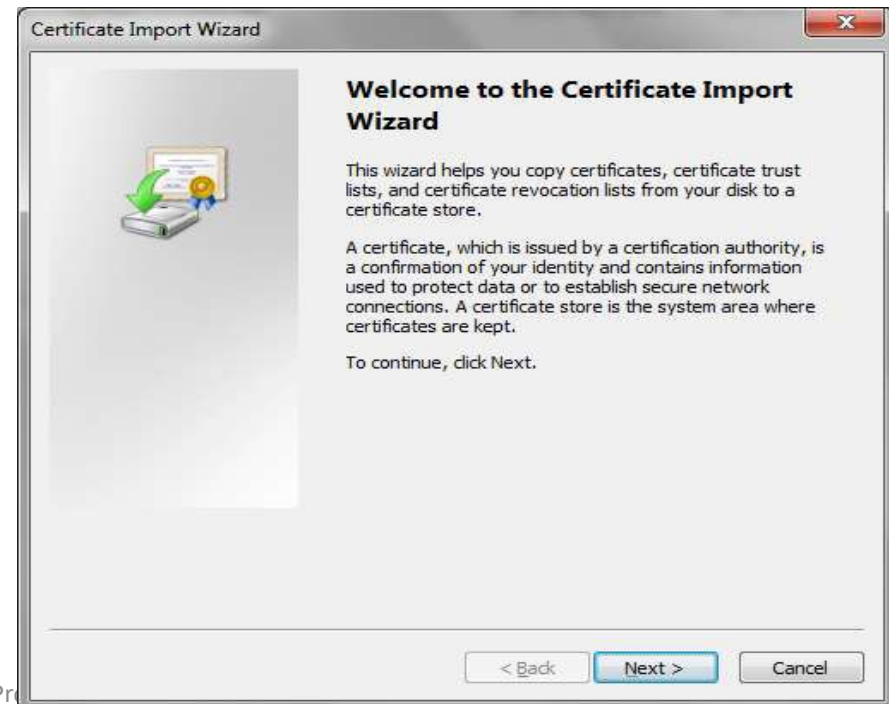 Certificate Import Wizard
Welcome to the Certificate Import
Wizard
This wizard helps you copy certificates, certificate trust
lists, and certificate revocation lists from your disk to a
certificate store.
A certificate, which is issued by a certification authority, is
a confirmation of your identity and contains information
used to protect data or to establish secure network
connections. A certificate store is the system area where
certificates are kept.
To continue, click Next.
< Back Next > Cancel